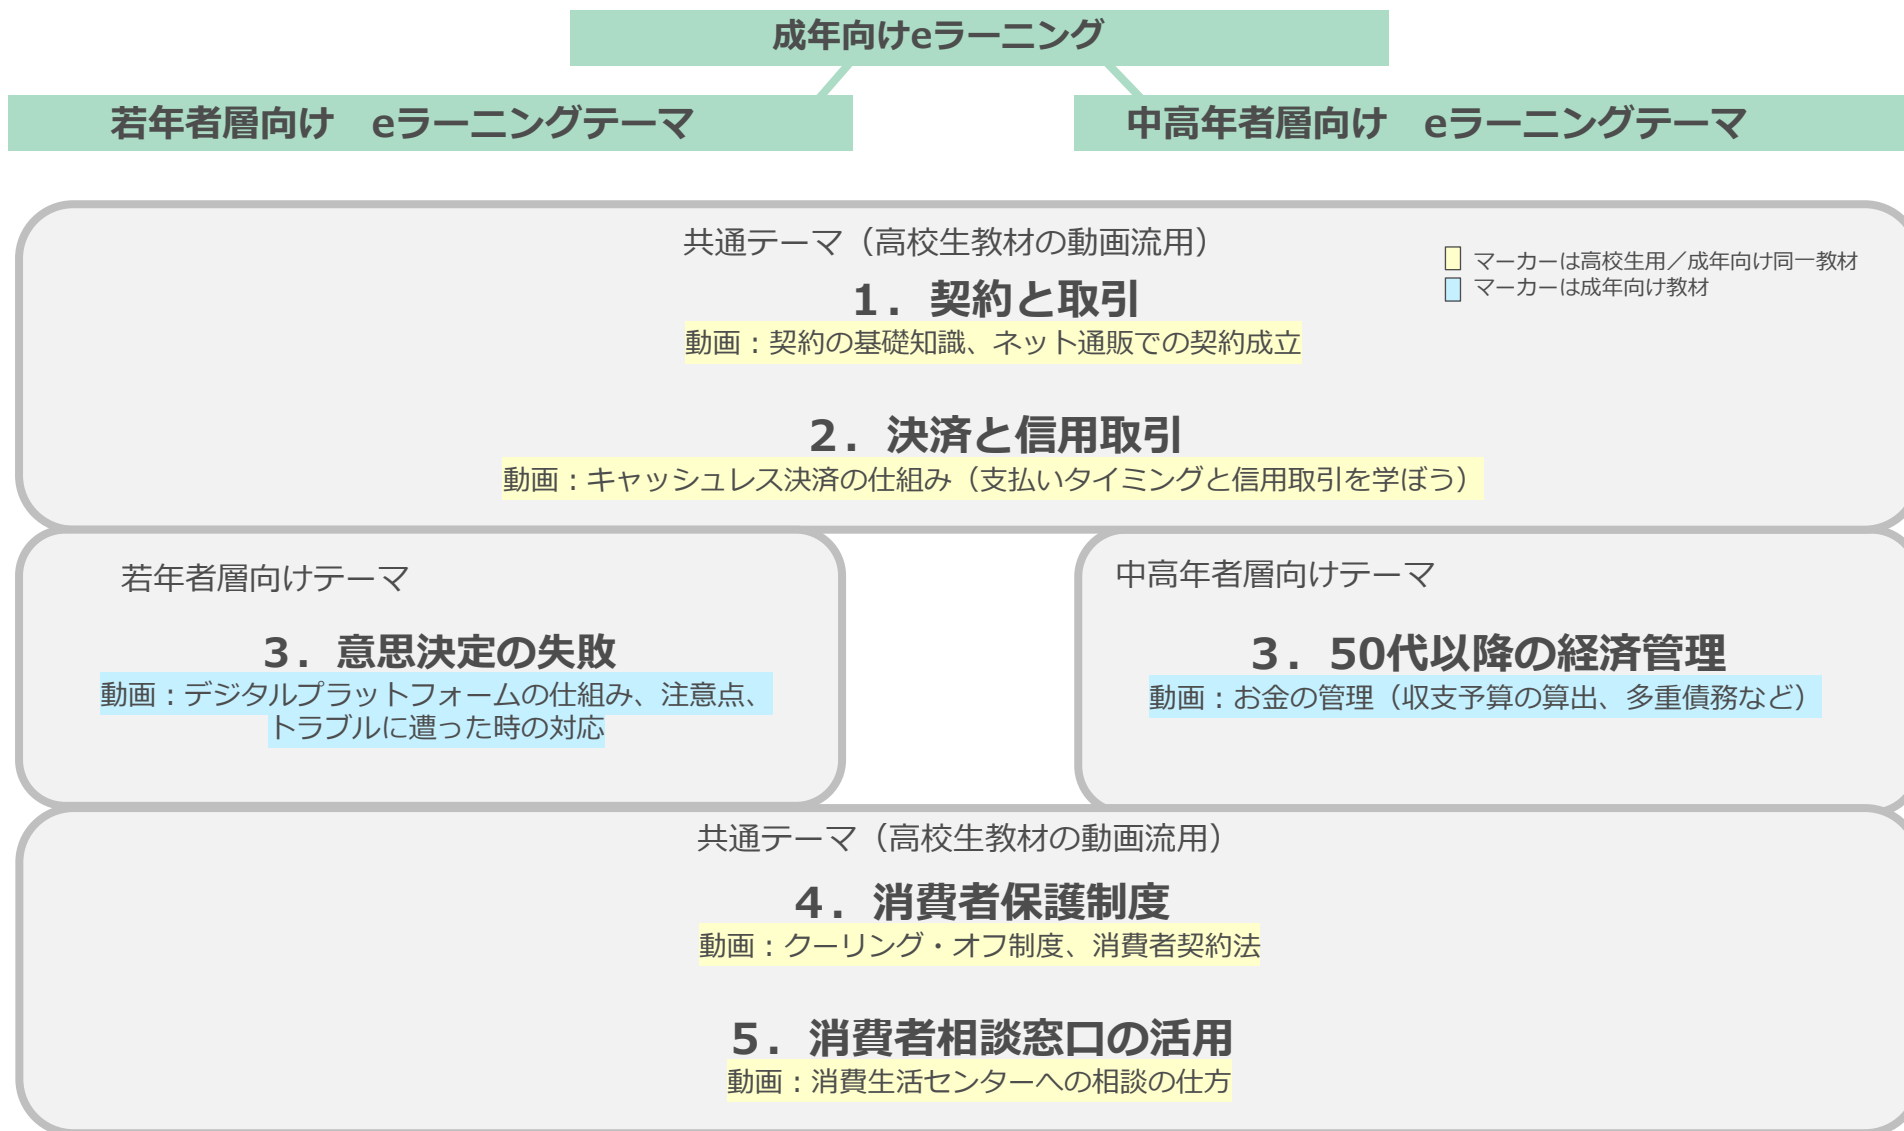 成年向けeラーニング
若年者層向け　eラーニングテーマ
中高年者層向け　eラーニングテーマ
共通テーマ（高校生教材の動画流用）
マーカーは高校生用／成年向け同一教材
マーカーは成年向け教材
１．契約と取引
動画：契約の基礎知識、ネット通販での契約成立
２．決済と信用取引
動画：キャッシュレス決済の仕組み（支払いタイミングと信用取引を学ぼう）
若年者層向けテーマ
３．意思決定の失敗
動画：デジタルプラットフォームの仕組み、注意点、
トラブルに遭った時の対応
中高年者層向けテーマ
３．50代以降の経済管理
動画：お金の管理（収支予算の算出、多重債務など）
共通テーマ（高校生教材の動画流用）
４．消費者保護制度
動画：クーリング・オフ制度、消費者契約法
５．消費者相談窓口の活用
動画：消費生活センターへの相談の仕方